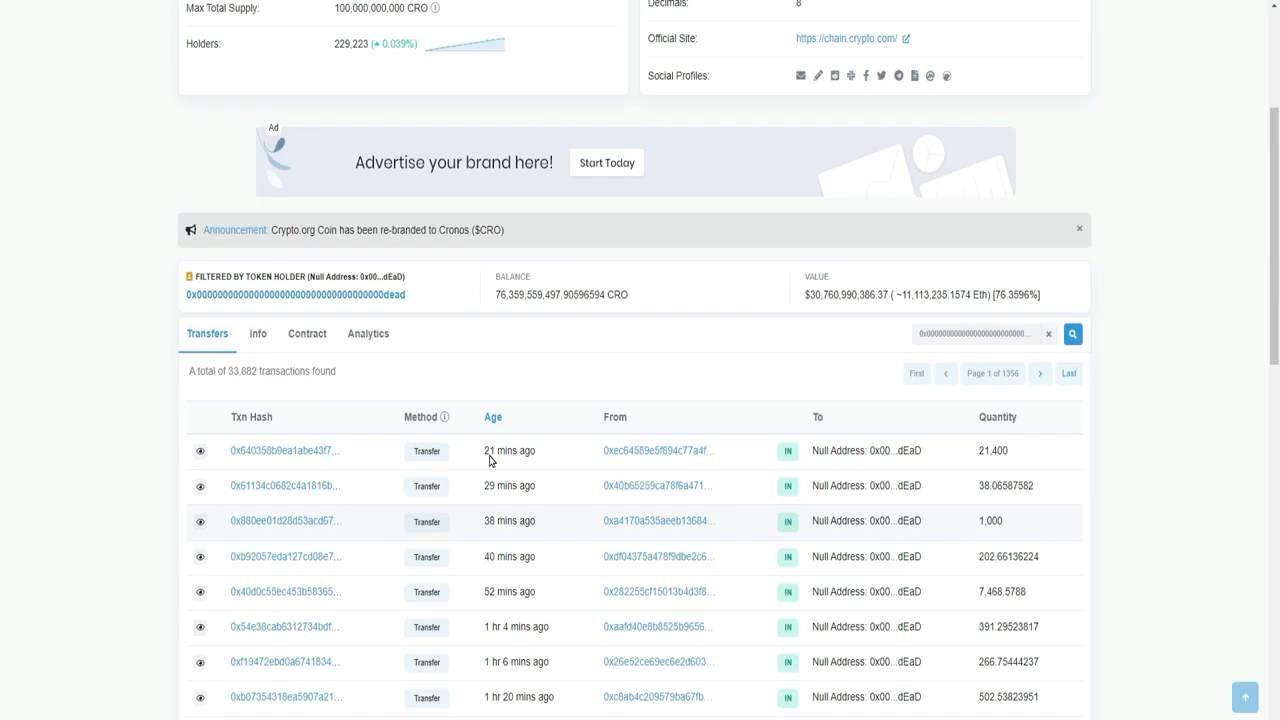 Max Total Supply: 100,000,000,000 CRO
Decimals: 8
Holders: 229,223 (0.039%)
Official Site: https://chain.crypto.com/
Social Profiles:
Ad
Advertise your brand here! Start Today
Announcement: Crypto.org Coin has been re-branded to Cronos ($CRO) ×
FILTERED BY TOKEN HOLDER (Null Address: 0x00...dEaD) BALANCE VALUE
0x000000000000000000000000000000000000dead 76,359,559,497.90596594 CRO $30,760,990,386.37 ( ~11,113,235.1574 Eth) [76.3596%]
Transfers Info Contract Analytics 0x0000000000000000000000000... ×
A total of 33,882 transactions found First < Page 1 of 1356 > Last
Txn Hash Method Age From To Quantity
0x640358b9ea1abe43f7... Transfer 21 mins ago 0xec64589e5f894c77a4f... IN Null Address: 0x00...dEaD 21,400
0x61134c0682c4a1816b... Transfer 29 mins ago 0x40b65259ca78f6a471... IN Null Address: 0x00...dEaD 38.06587582
0x880ee01d28d53acd67... Transfer 38 mins ago 0xa4170a535aeeb13684... IN Null Address: 0x00...dEaD 1,000
0xb92057eda127cd08e7... Transfer 40 mins ago 0xdf04375a478f9dbe2c6... IN Null Address: 0x00...dEaD 202.66136224
0x40d0c55ec453b58365... Transfer 52 mins ago 0x282255cf15013b4d3f8... IN Null Address: 0x00...dEaD 7,468.5788
0x54e38cab6312734bdf... Transfer 1 hr 4 mins ago 0xaafd40e8b8525b9656... IN Null Address: 0x00...dEaD 391.29523817
0xf19472ebd0a6741834... Transfer 1 hr 6 mins ago 0x26e52ce69ec6e2d603... IN Null Address: 0x00...dEaD 266.75444237
0xb07354318ea5907a21... Transfer 1 hr 20 mins ago 0xc8ab4c209579ba67fb... IN Null Address: 0x00...dEaD 502.53823951